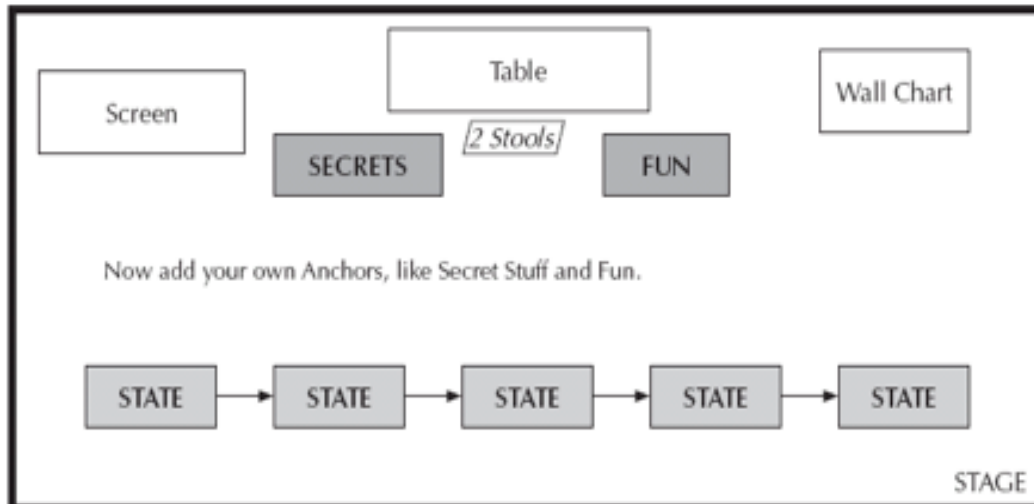 Table
Wall Chart
Screen
2 Stools
SECRETS
FUN
Now add your own Anchors, like Secret Stuff and Fun.
STATE
STATE
STATE
STATE
STATE
STAGE